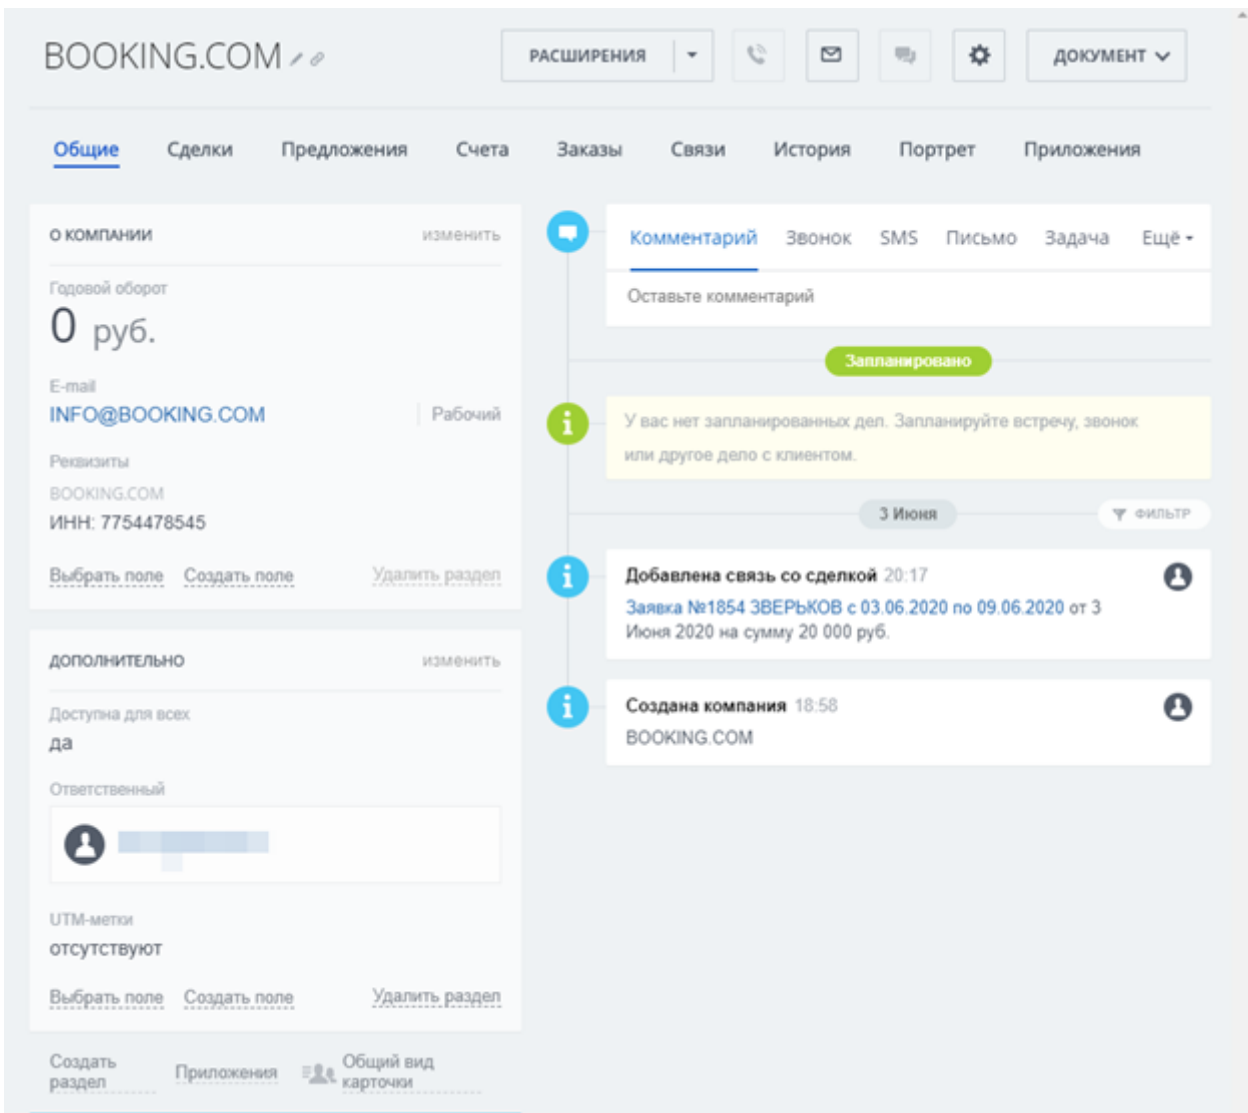 BOOKING.COM
РАСШИРЕНИЯ
ДОКУМЕНТ
Общие Сделки Предложения Счета Заказы Связи История Портрет Приложения
О КОМПАНИИ изменить
Годовой оборот
0 руб.
E-mail
INFO@BOOKING.COM Рабочий
Реквизиты
BOOKING.COM
ИНН: 7754478545
Выбрать поле Создать поле Удалить раздел
ДОПОЛНИТЕЛЬНО изменить
Доступна для всех
да
Ответственный
UTM-метки
отсутствуют
Выбрать поле Создать поле Удалить раздел
Создать
раздел
Приложения
Общий вид
карточки
Комментарий Звонок SMS Письмо Задача Ещё
Оставьте комментарий
Запланировано
У вас нет запланированных дел. Запланируйте встречу, звонок
или другое дело с клиентом.
3 Июня
ФИЛЬТР
Добавлена связь со сделкой 20:17
Заявка №1854 ЗВЕРЬКОВ с 03.06.2020 по 09.06.2020 от 3
Июня 2020 на сумму 20 000 руб.
Создана компания 18:58
BOOKING.COM